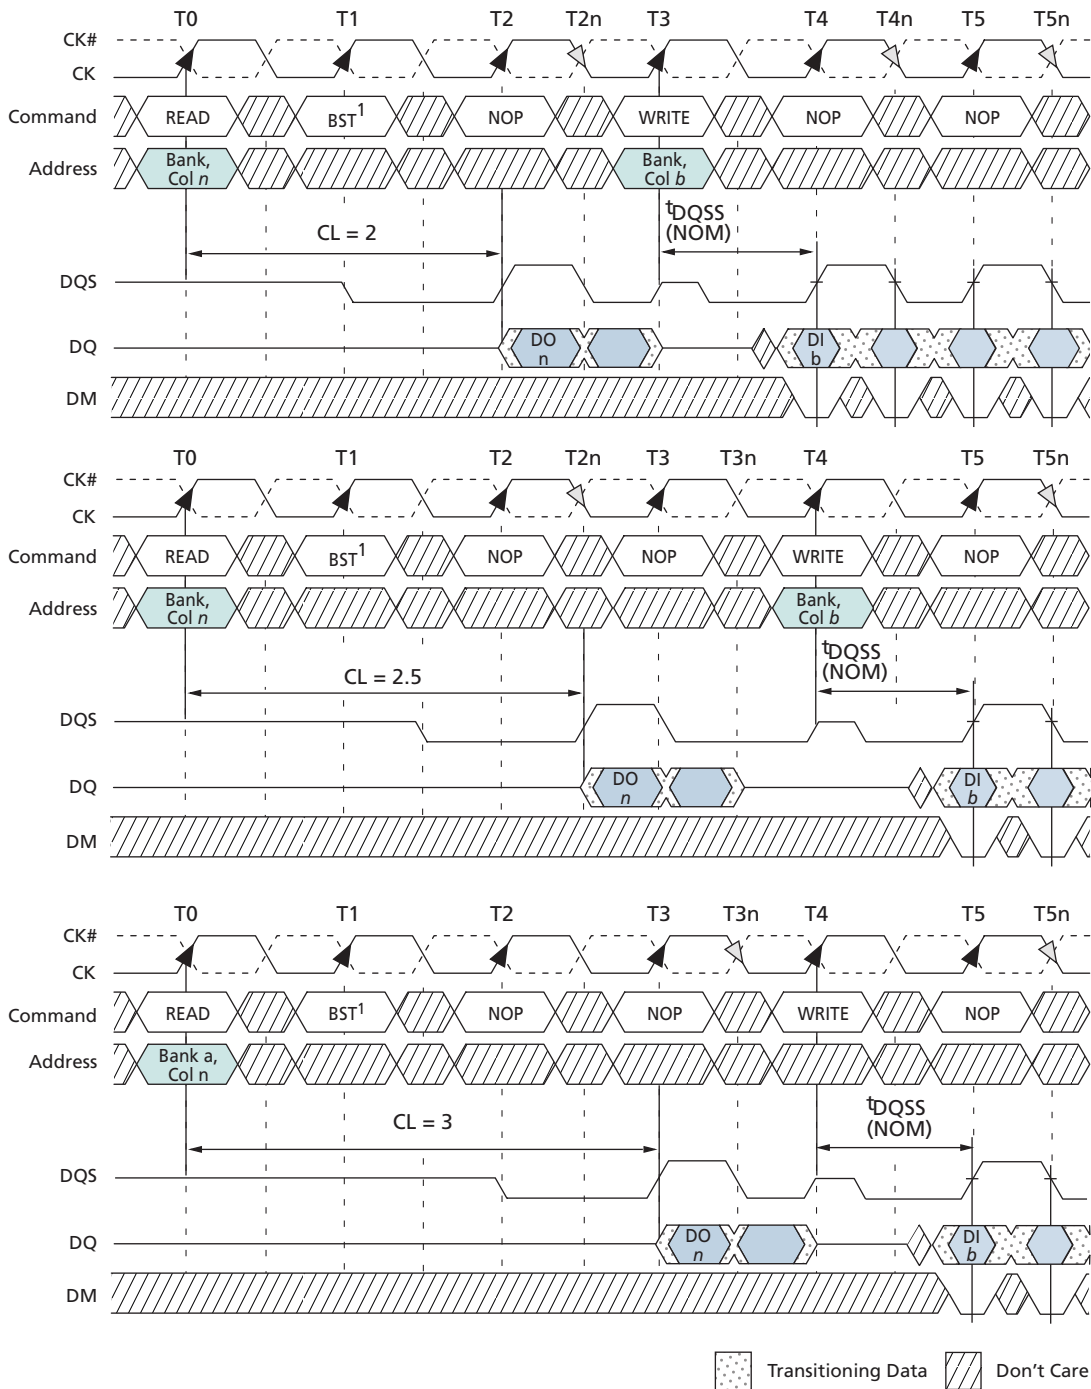 T0 T1 T2 T2n T3 T4 T4n T5 T5n
CK#
CK
Command READ BST1 NOP WRITE NOP NOP
Address Bank, Col n Bank, Col b
CL = 2
tDQSS (NOM)
DQS
DQ DO n DI b
DM
T0 T1 T2 T2n T3 T3n T4 T5 T5n
CK#
CK
Command READ BST1 NOP NOP WRITE NOP
Address Bank, Col n Bank, Col b
CL = 2.5
tDQSS (NOM)
DQS
DQ DO n DI b
DM
T0 T1 T2 T3 T3n T4 T5 T5n
CK#
CK
Command READ BST1 NOP NOP WRITE NOP
Address Bank a, Col n
CL = 3
tDQSS (NOM)
DQS
DQ DO n DI b
DM
Transitioning Data Don't Care